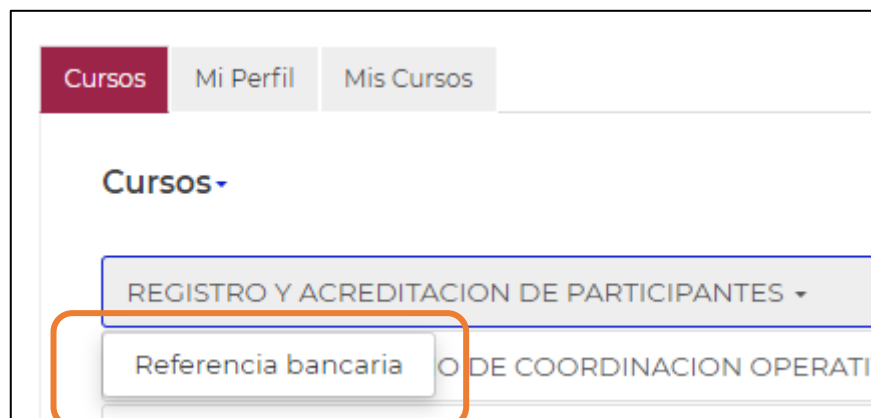 Cursos Mi Perfil Mis Cursos
Cursos
REGISTRO Y ACREDITACION DE PARTICIPANTES
Referencia bancaria O DE COORDINACION OPERATI